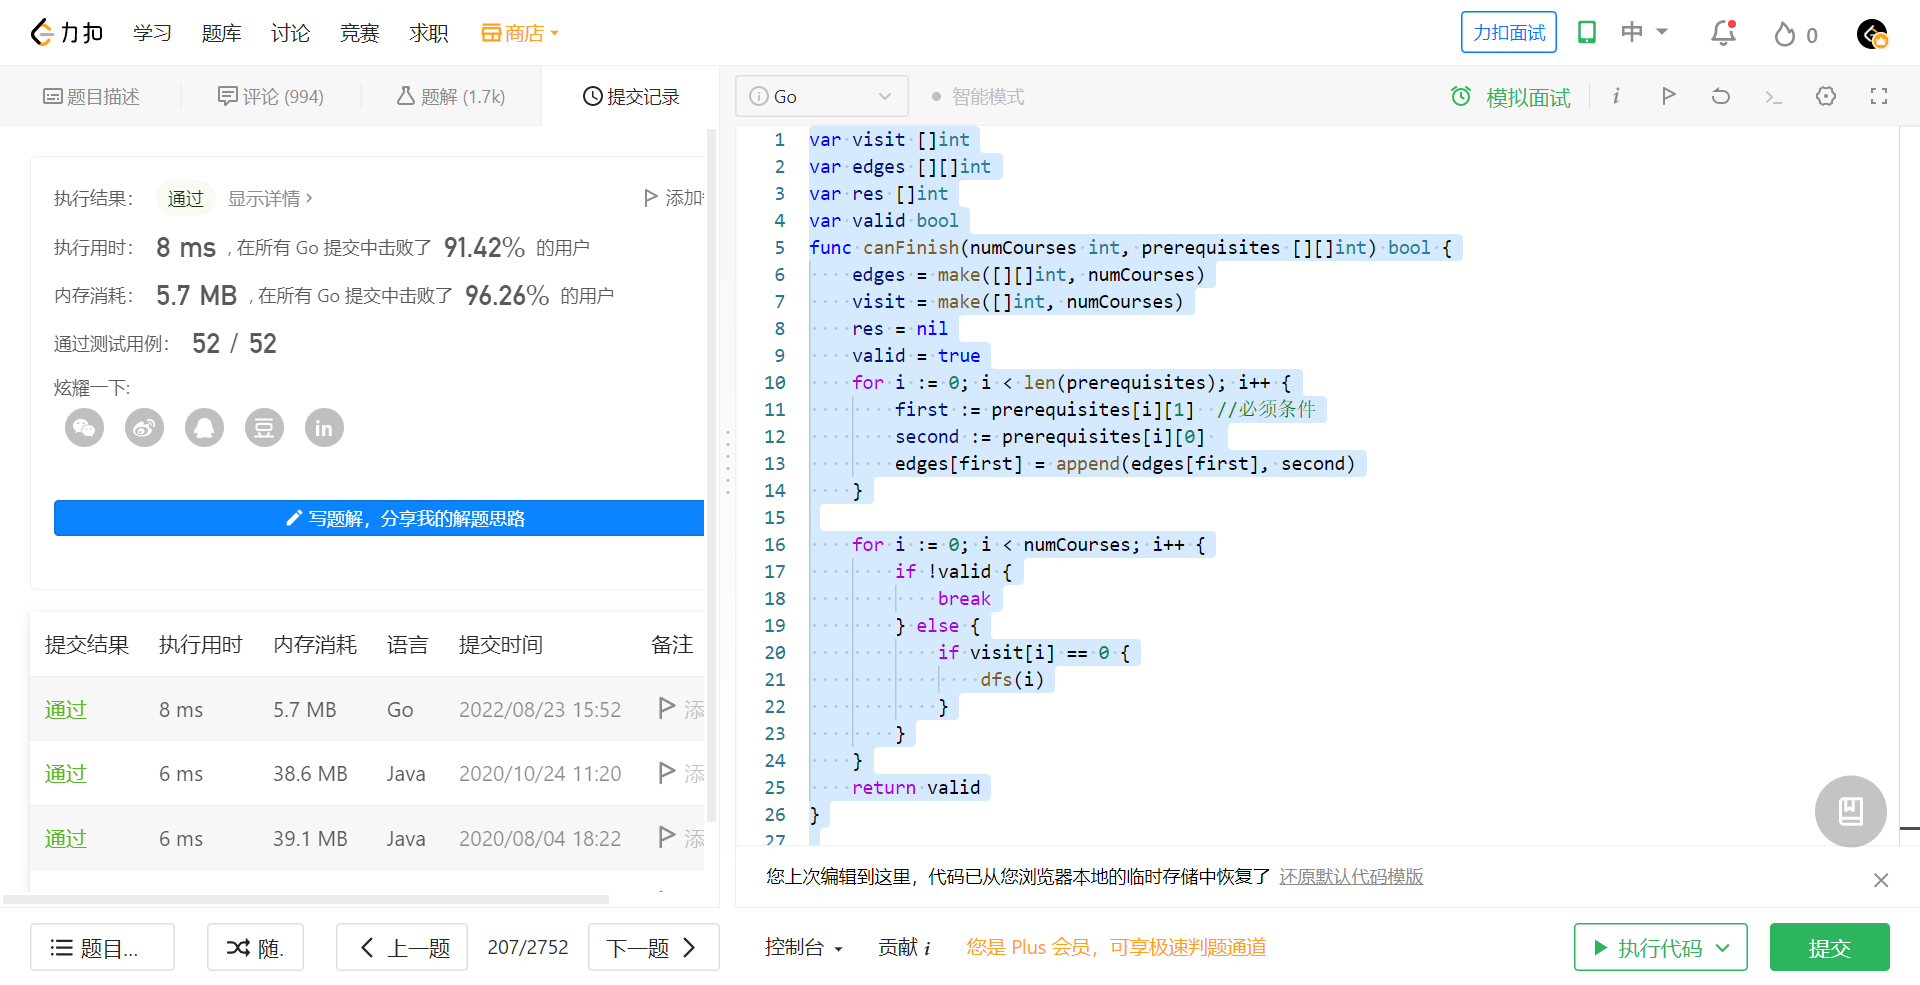 力扣 学习 题库 讨论 竞赛 求职 商店 力扣面试 中 0
题目描述 评论 (994) 题解 (1.7k) 提交记录 Go 智能模式 模拟面试
执行结果： 通过 显示详情 > 添加
执行用时： 8 ms , 在所有 Go 提交中击败了 91.42% 的用户
内存消耗： 5.7 MB , 在所有 Go 提交中击败了 96.26% 的用户
通过测试用例： 52 / 52
炫耀一下:
豆 in
写题解，分享我的解题思路
提交结果 执行用时 内存消耗 语言 提交时间 备注
通过 8 ms 5.7 MB Go 2022/08/23 15:52 添
通过 6 ms 38.6 MB Java 2020/10/24 11:20 添
通过 6 ms 39.1 MB Java 2020/08/04 18:22 添
1 var visit []int
2 var edges [][]int
3 var res []int
4 var valid bool
5 func canFinish(numCourses int, prerequisites [][]int) bool {
6 edges = make([][]int, numCourses)
7 visit = make([]int, numCourses)
8 res = nil
9 valid = true
10 for i := 0; i < len(prerequisites); i++ {
11 first := prerequisites[i][1] //必须条件
12 second := prerequisites[i][0]
13 edges[first] = append(edges[first], second)
14 }
15
16 for i := 0; i < numCourses; i++ {
17 if !valid {
18 break
19 } else {
20 if visit[i] == 0 {
21 dfs(i)
22 }
23 }
24 }
25 return valid
26 }
27
您上次编辑到这里，代码已从您浏览器本地的临时存储中恢复了 还原默认代码模版
题目... 随. 上一题 207/2752 下一题 控制台 贡献 i 您是 Plus 会员，可享极速判题通道 执行代码 提交